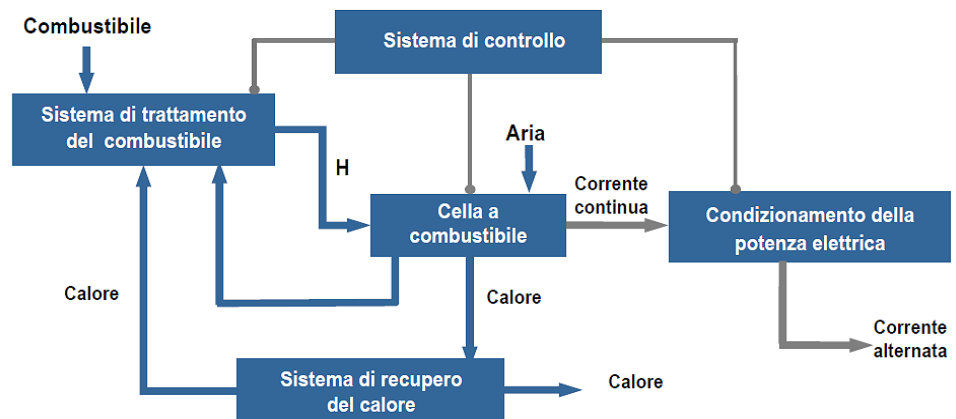 Combustibile
Sistema di controllo
Sistema di trattamento
del combustibile
Aria
H
Corrente
continua
Cella a
combustibile
Condizionamento della
potenza elettrica
Calore
Calore
Corrente
alternata
Sistema di recupero
del calore
Calore